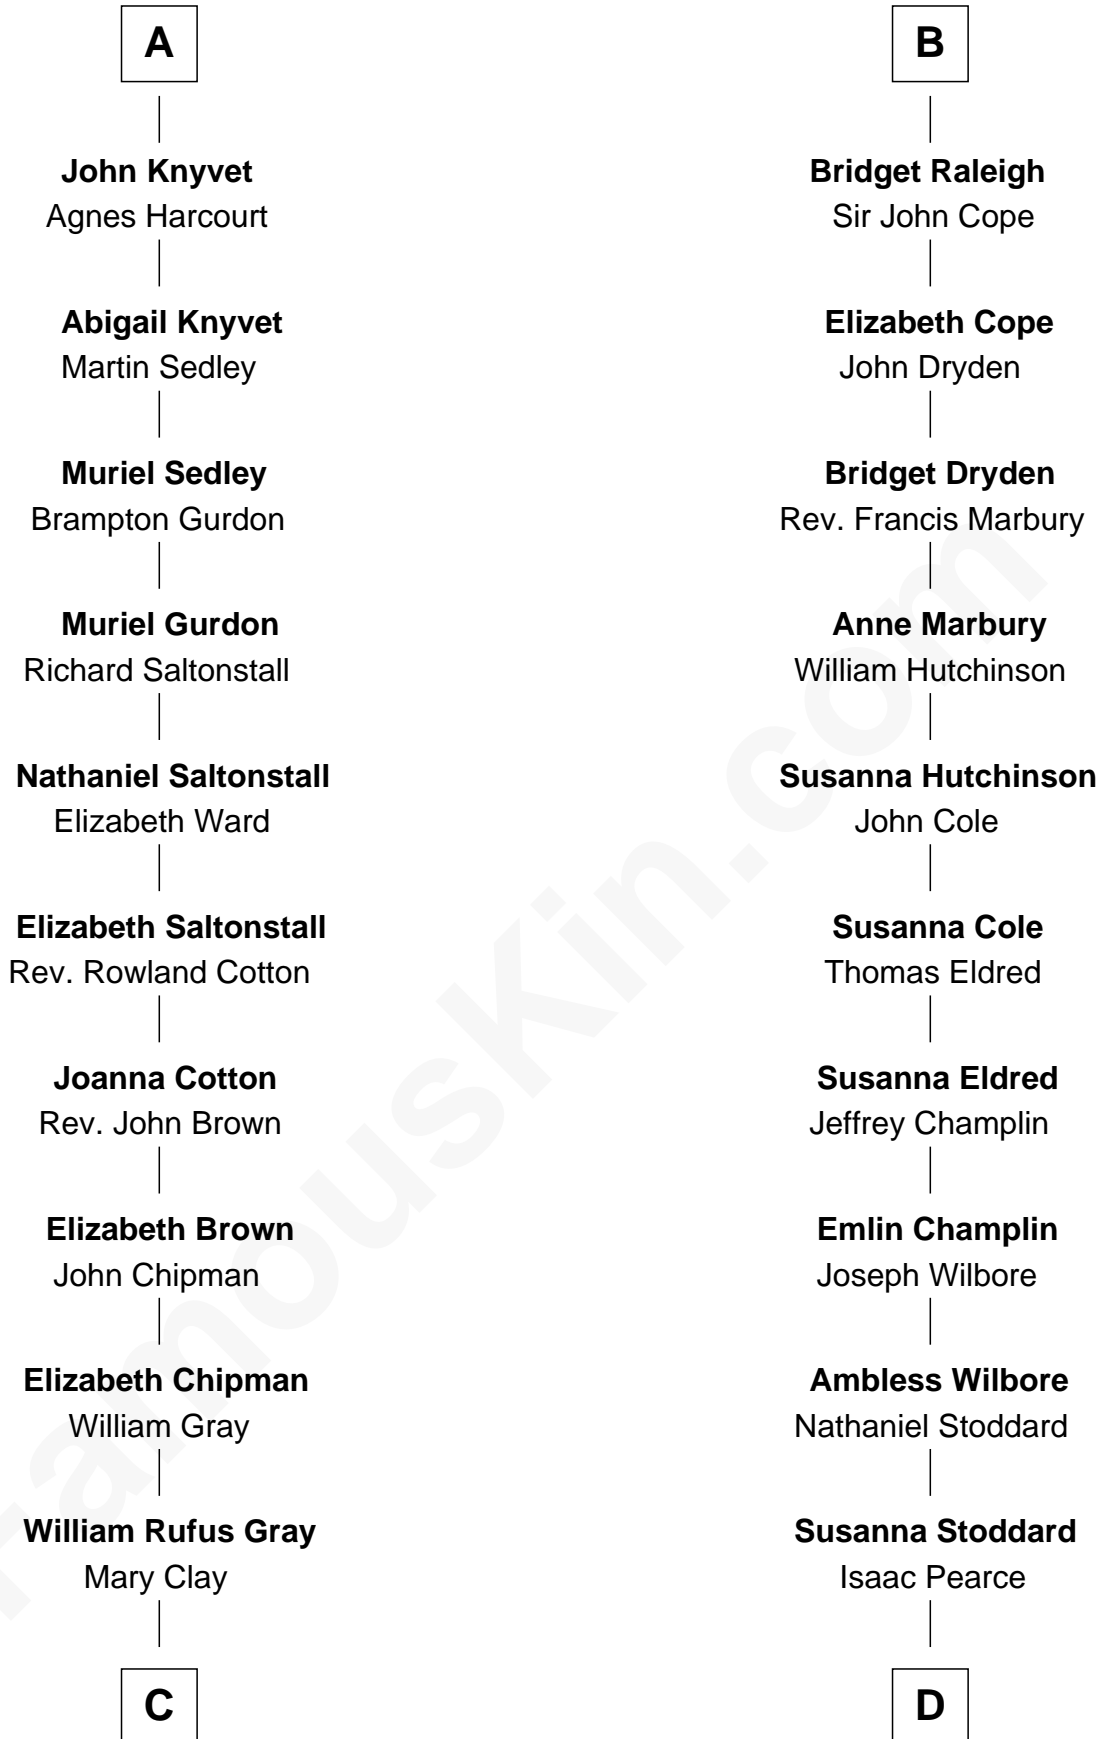 A
John Knyvet
Agnes Harcourt
Abigail Knyvet
Martin Sedley
Muriel Sedley
Brampton Gurdon
Muriel Gurdon
Richard Saltonstall
Nathaniel Saltonstall
Elizabeth Ward
Elizabeth Saltonstall
Rev. Rowland Cotton
Joanna Cotton
Rev. John Brown
Elizabeth Brown
John Chipman
Elizabeth Chipman
William Gray
William Rufus Gray
Mary Clay
C
B
Bridget Raleigh
Sir John Cope
Elizabeth Cope
John Dryden
Bridget Dryden
Rev. Francis Marbury
Anne Marbury
William Hutchinson
Susanna Hutchinson
John Cole
Susanna Cole
Thomas Eldred
Susanna Eldred
Jeffrey Champlin
Emlin Champlin
Joseph Wilbore
Ambless Wilbore
Nathaniel Stoddard
Susanna Stoddard
Isaac Pearce
D
FamousKin.com